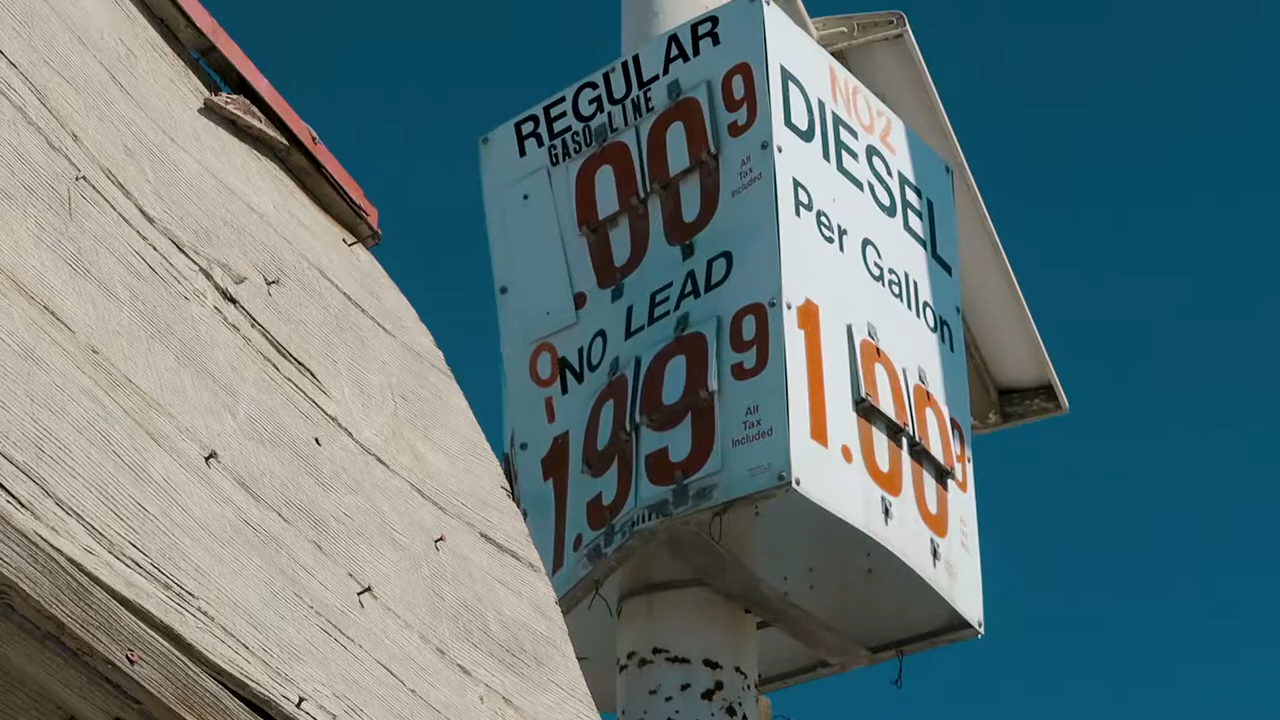 REGULAR
GASOLINE
.00 9
All
Tax
Included
NO LEAD
1.99 9
All
Tax
Included
NO2
DIESEL
Per Gallon
1.00 9